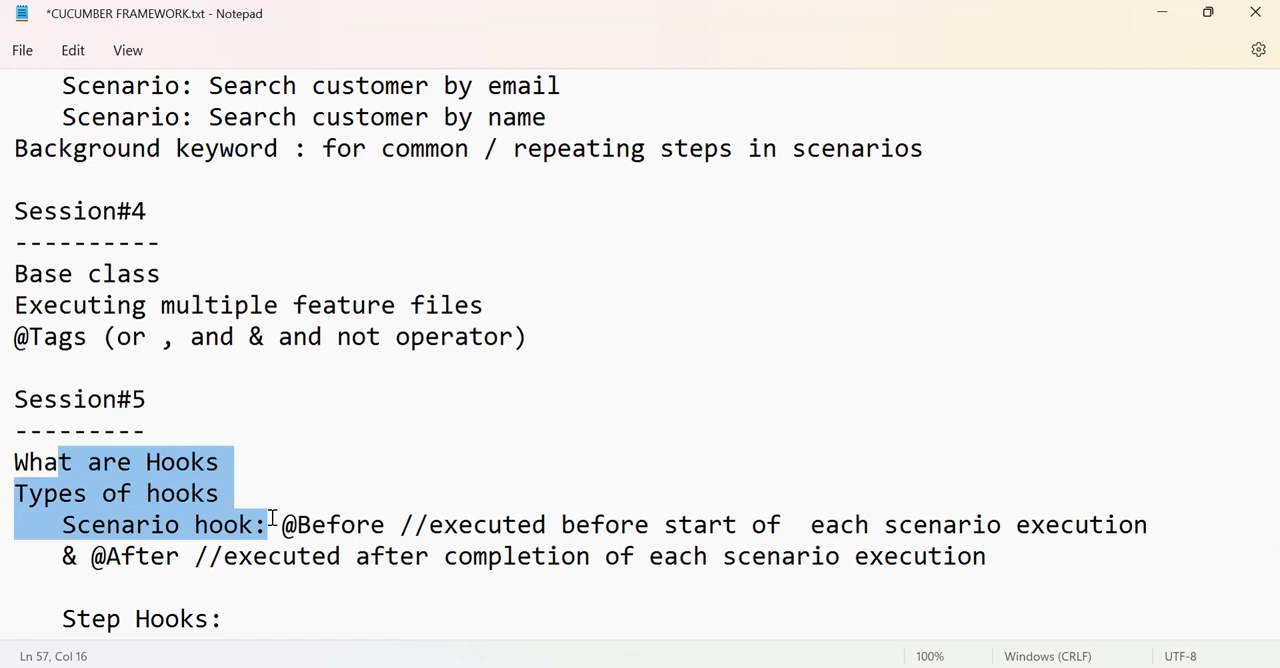 *CUCUMBER FRAMEWORK.txt - Notepad
File Edit View
Scenario: Search customer by email
Scenario: Search customer by name
Background keyword : for common / repeating steps in scenarios
Session#4
----------
Base class
Executing multiple feature files
@Tags (or , and & and not operator)
Session#5
---------
What are Hooks
Types of hooks
Scenario hook: @Before //executed before start of  each scenario execution
& @After //executed after completion of each scenario execution
Step Hooks:
Ln 57, Col 16 100% Windows (CRLF) UTF-8